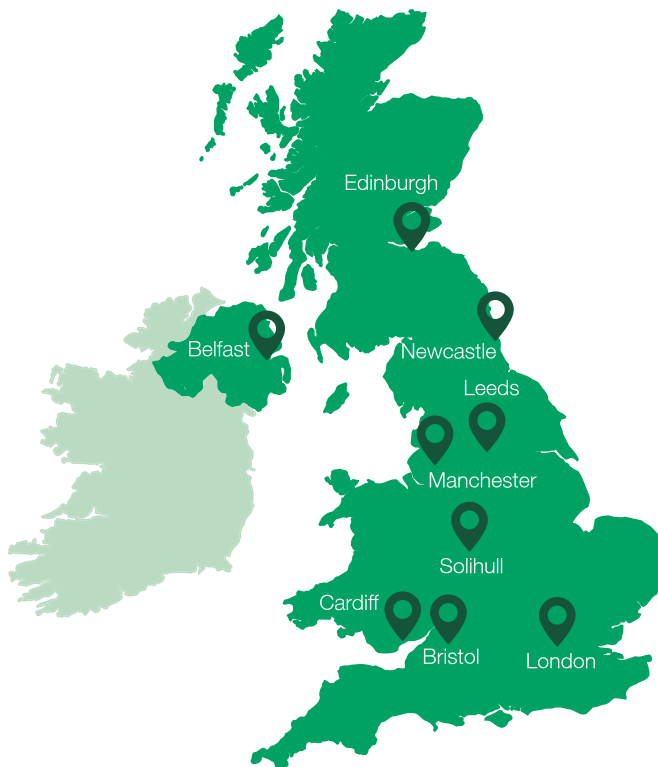 Edinburgh
Belfast
Newcastle
Leeds
Manchester
Solihull
Cardiff
Bristol
London